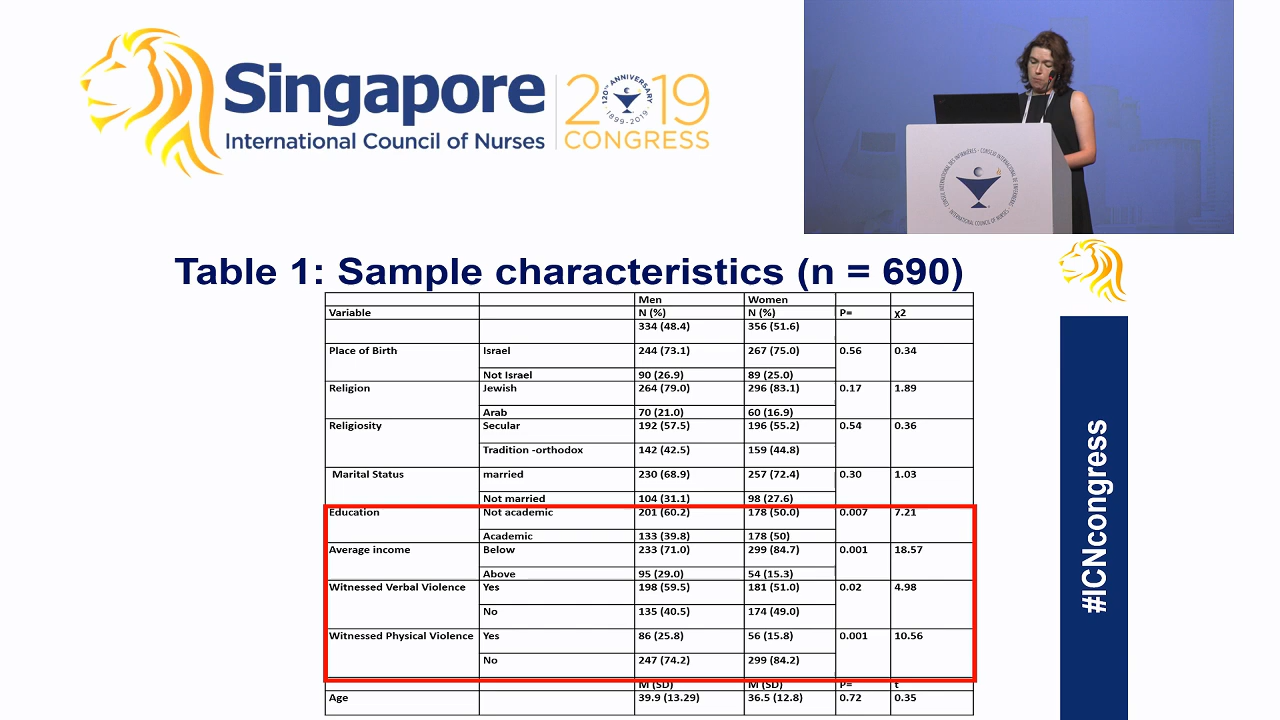 Singapore
International Council of Nurses
2019
CONGRESS
120TH ANNIVERSARY
1899-2019
Table 1: Sample characteristics (n = 690)
Men Women
Variable N (%) N (%) P= χ2
334 (48.4) 356 (51.6)
Place of Birth Israel 244 (73.1) 267 (75.0) 0.56 0.34
Not Israel 90 (26.9) 89 (25.0)
Religion Jewish 264 (79.0) 296 (83.1) 0.17 1.89
Arab 70 (21.0) 60 (16.9)
Religiosity Secular 192 (57.5) 196 (55.2) 0.54 0.36
Tradition -orthodox 142 (42.5) 159 (44.8)
Marital Status married 230 (68.9) 257 (72.4) 0.30 1.03
Not married 104 (31.1) 98 (27.6)
Education Not academic 201 (60.2) 178 (50.0) 0.007 7.21
Academic 133 (39.8) 178 (50)
Average income Below 233 (71.0) 299 (84.7) 0.001 18.57
Above 95 (29.0) 54 (15.3)
Witnessed Verbal Violence Yes 198 (59.5) 181 (51.0) 0.02 4.98
No 135 (40.5) 174 (49.0)
Witnessed Physical Violence Yes 86 (25.8) 56 (15.8) 0.001 10.56
No 247 (74.2) 299 (84.2)
M (SD) M (SD) P= t
Age 39.9 (13.29) 36.5 (12.8) 0.72 0.35
#ICNcongress